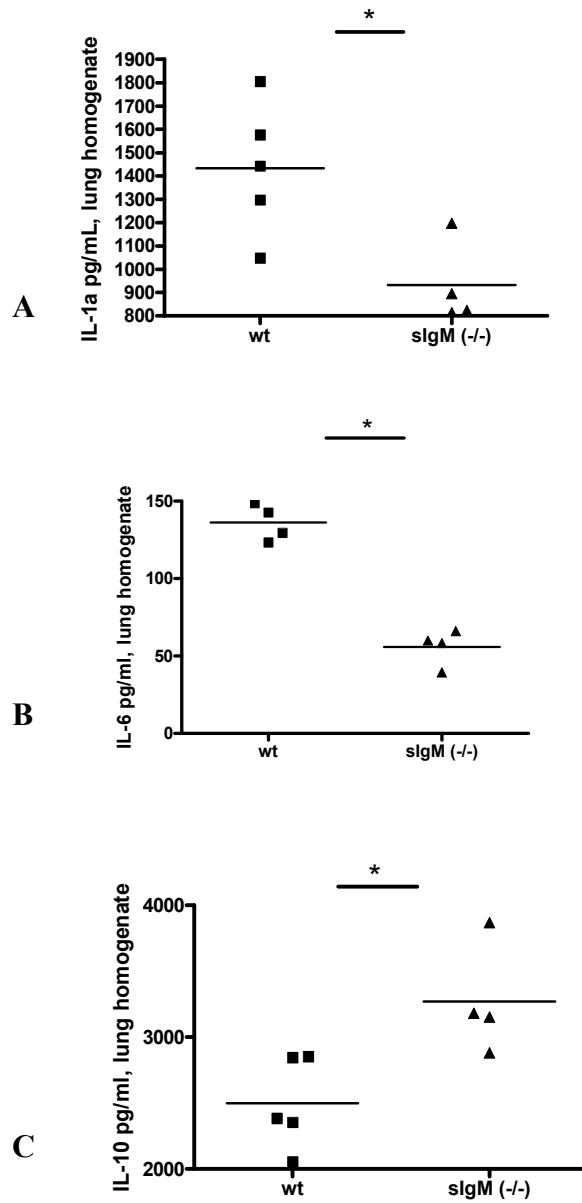 *
IL-1a pg/mL, lung homogenate
1900
1800
1700
1600
1500
1400
1300
1200
1100
1000
900
800
wt
sIgM (-/-)
A
*
IL-6 pg/ml, lung homogenate
150
100
50
0
wt
sIgM (-/-)
B
*
IL-10 pg/ml, lung homogenate
4000
3000
2000
wt
sIgM (-/-)
C